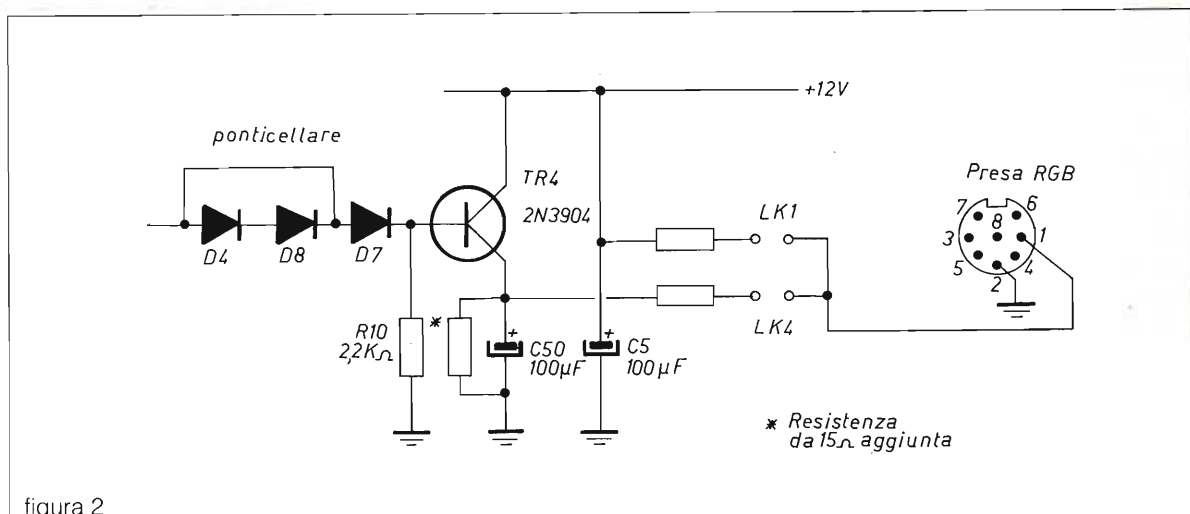 +12V
ponticellare
D4
D8
D7
TR4
2N3904
LK1
LK4
Presa RGB
7
6
8
3
1
5
4
2
R10
2,2KΩ
*
+
C50
100µF
+
C5
100µF
* Resistenza
da 15Ω aggiunta
figura 2